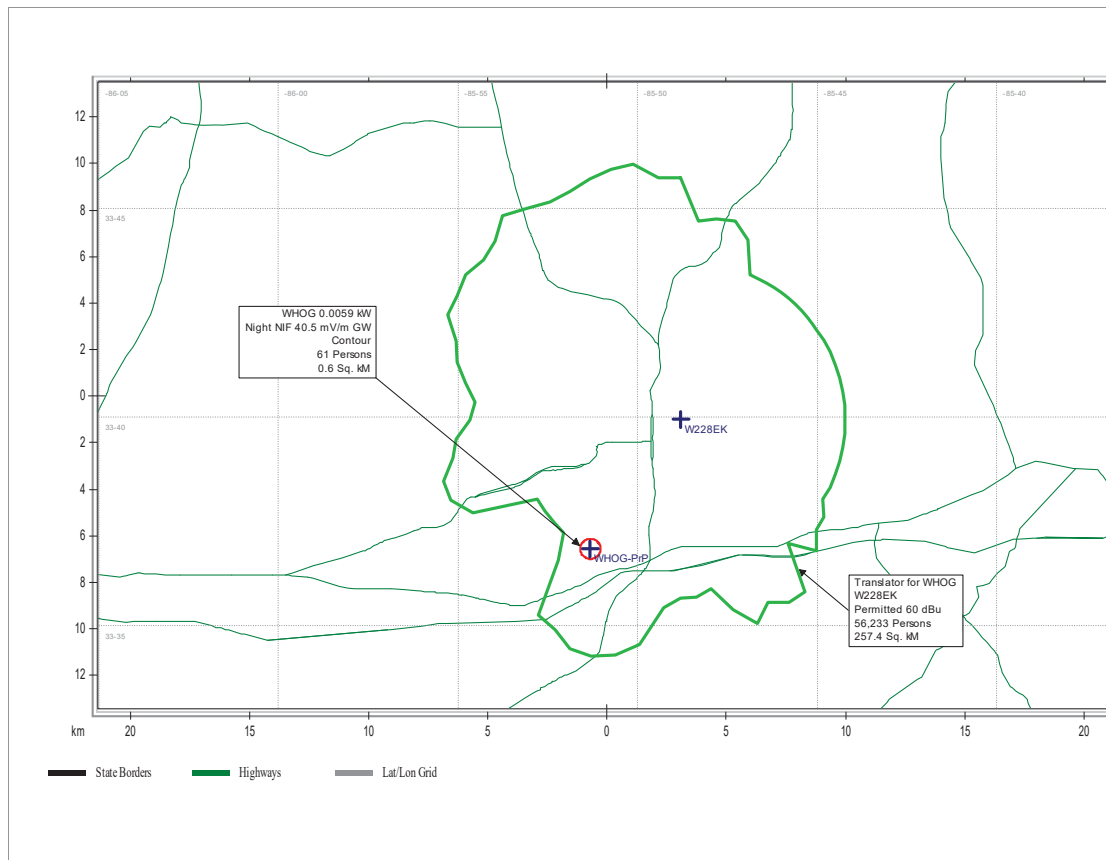 -86-05
-86-00
-85-55
-85-50
-85-45
-85-40
12
10
8
6
4
2
0
2
4
6
8
10
12
33-45
33-40
33-35
WHOG 0.0059 kW
Night NIF 40.5 mV/m GW
Contour
61 Persons
0.6 Sq. kM
W228EK
WHOG-PrP
Translator for WHOG
W228EK
Permitted 60 dBu
56,233 Persons
257.4 Sq. kM
km
20
15
10
5
0
5
10
15
20
State Borders
Highways
Lat/Lon Grid